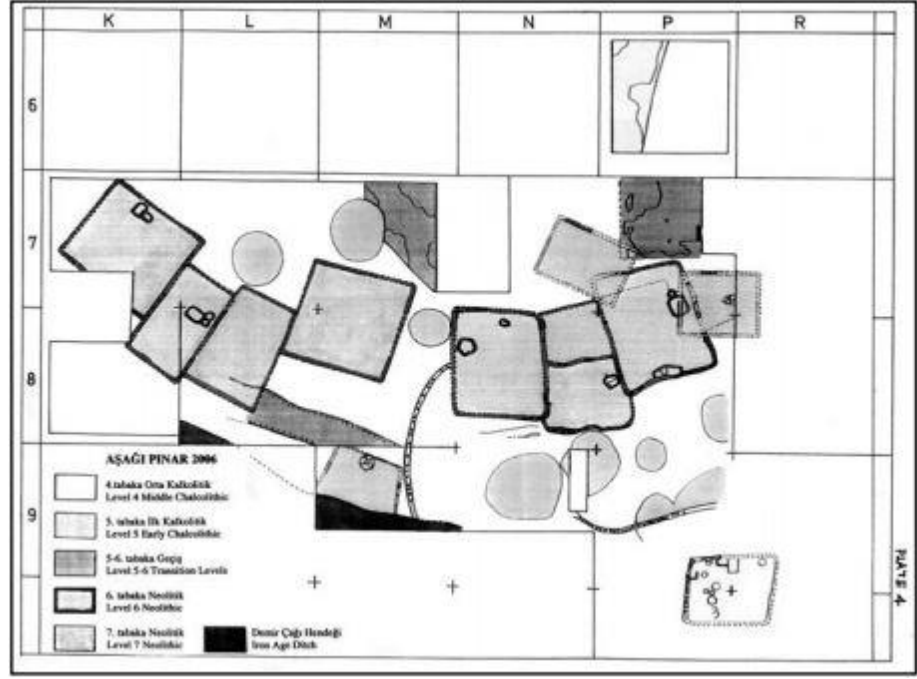 K L M N P R
6
7
8
9
AŞAĞI PINAR 2006
4.tabaka Orta Kalkolitik
Level 4 Middle Chalcolithic
5. tabaka İlk Kalkolitik
Level 5 Early Chalcolithic
5-6. tabaka Geçiş
Level 5-6 Transition Levels
6. tabaka Neolitik
Level 6 Neolithic
7. tabaka Neolitik
Level 7 Neolithic
Demir Çağı Hendeği
Iron Age Ditch
PLATE 4